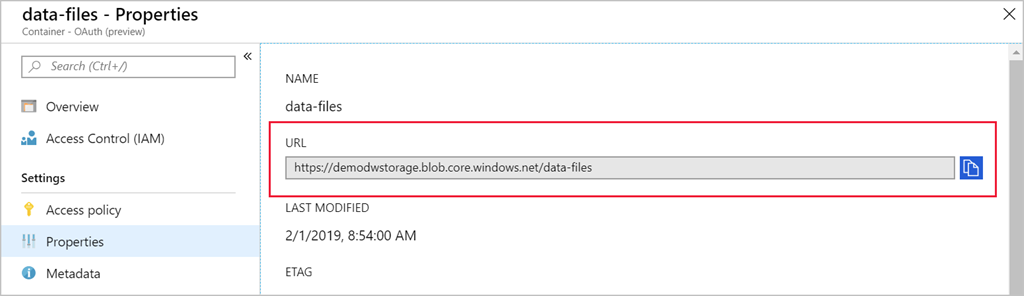 data-files - Properties
Container - OAuth (preview)
Search (Ctrl+/)
Overview
Access Control (IAM)
Settings
Access policy
Properties
Metadata
NAME
data-files
URL
https://demodwstorage.blob.core.windows.net/data-files
LAST MODIFIED
2/1/2019, 8:54:00 AM
ETAG